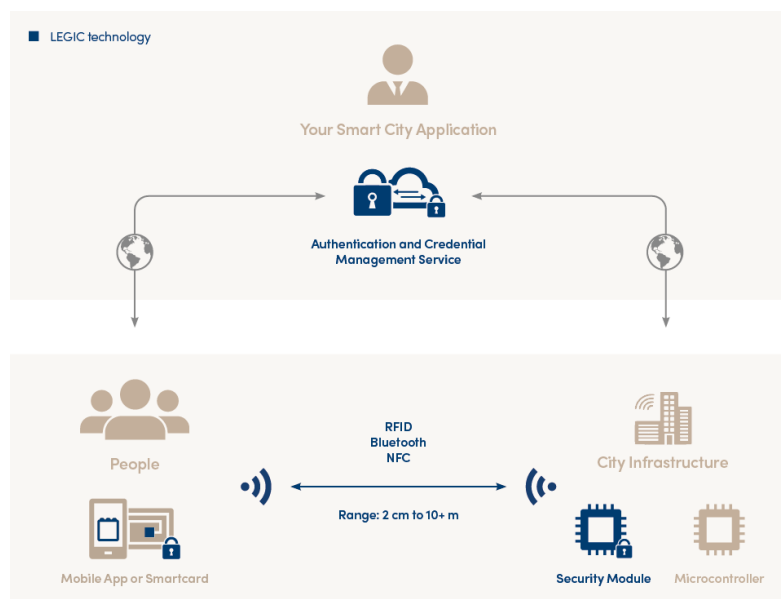 LEGIC technology
Your Smart City Application
Authentication and Credential
Management Service
People
RFID
Bluetooth
NFC
City Infrastructure
Range: 2 cm to 10+ m
Mobile App or Smartcard
Security Module
Microcontroller